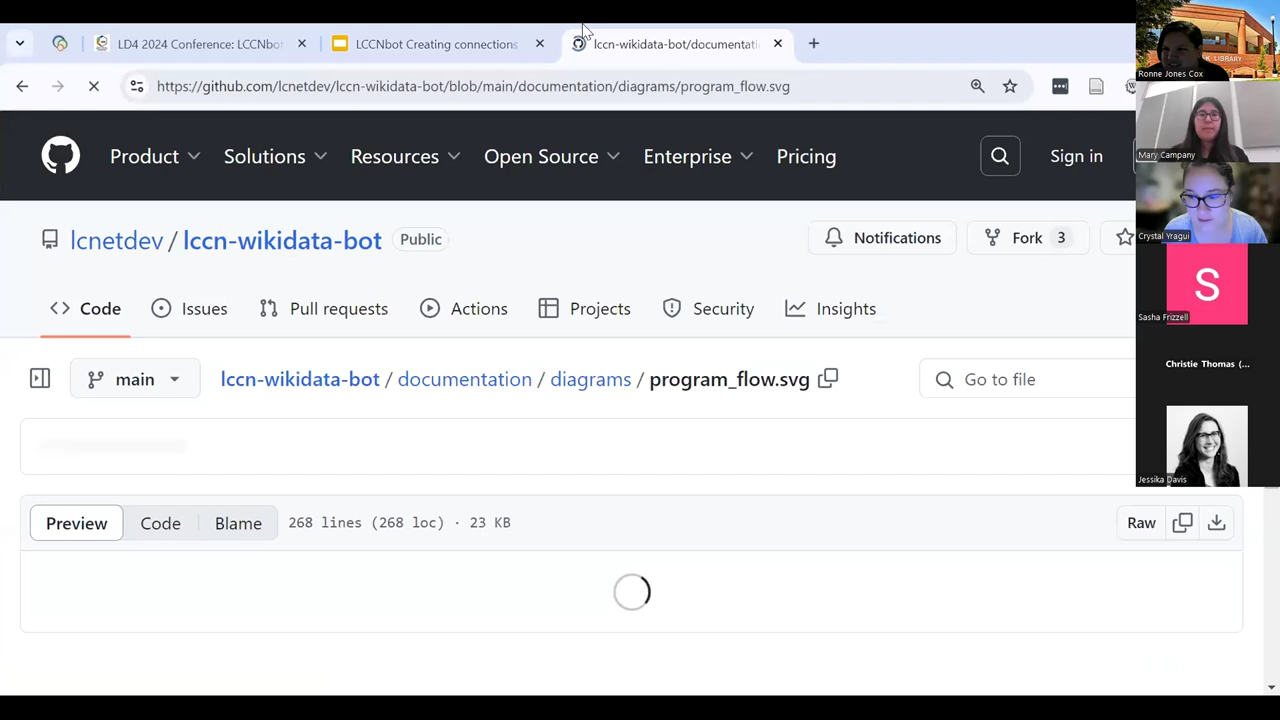 LD4 2024 Conference: LCCNbot
LCCNbot Creating connections
lccn-wikidata-bot/documentati
https://github.com/lcnetdev/lccn-wikidata-bot/blob/main/documentation/diagrams/program_flow.svg
Product
Solutions
Resources
Open Source
Enterprise
Pricing
Sign in
lcnetdev / lccn-wikidata-bot
Public
Notifications
Fork 3
Code
Issues
Pull requests
Actions
Projects
Security
Insights
main
lccn-wikidata-bot / documentation / diagrams / program_flow.svg
Go to file
Preview
Code
Blame
268 lines (268 loc) · 23 KB
Raw
LIBRARY
Ronne Jones Cox
Mary Campany
Crystal Yragui
S
Sasha Frizzell
Christie Thomas (...
Jessika Davis